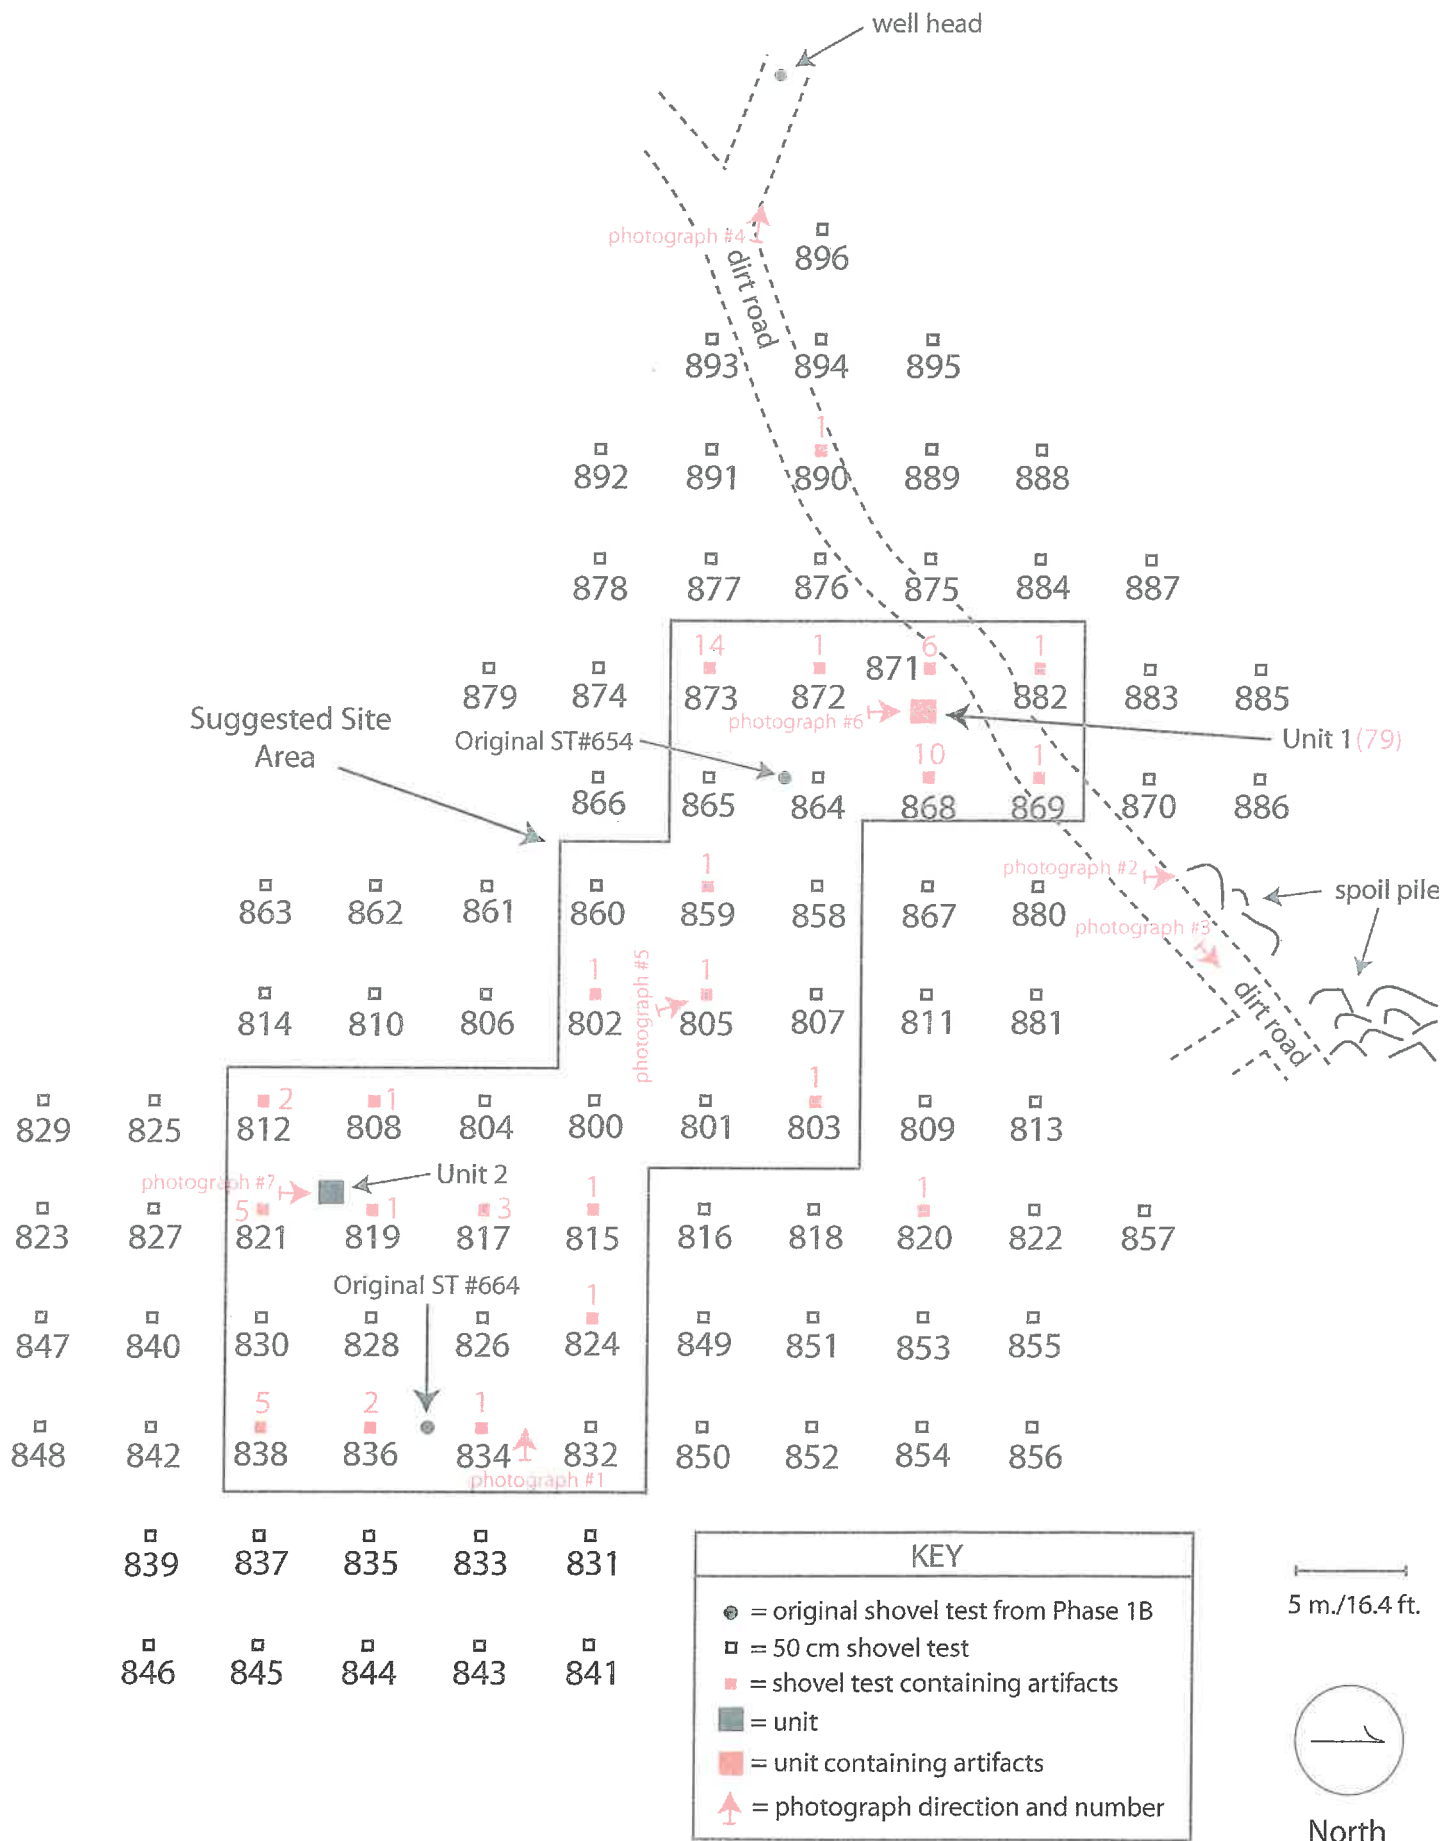 well head
photograph #4
896
dirt road
893 894 895
1
892 891 890 889 888
878 877 876 875 884 887
14 1 6 1
871
879 874 873 872 882 883 885
Suggested Site
Area
photograph #6
Original ST#654
Unit 1 (79)
10 1
866 865 864 868 869 870 886
1
photograph #2
spoil pile
863 862 861 860 859 858 867 880
photograph #3
1 1
photograph #5
814 810 806 802 805 807 811 881
dirt road
2 1 1
829 825 812 808 804 800 801 803 809 813
photograph #7
Unit 2
5 1 3 1 1
823 827 821 819 817 815 816 818 820 822 857
Original ST #664
1
847 840 830 828 826 824 849 851 853 855
5 2 1
848 842 838 836 834 832 850 852 854 856
photograph #1
839 837 835 833 831
846 845 844 843 841
KEY
= original shovel test from Phase 1B
= 50 cm shovel test
= shovel test containing artifacts
= unit
= unit containing artifacts
= photograph direction and number
5 m./16.4 ft.
North